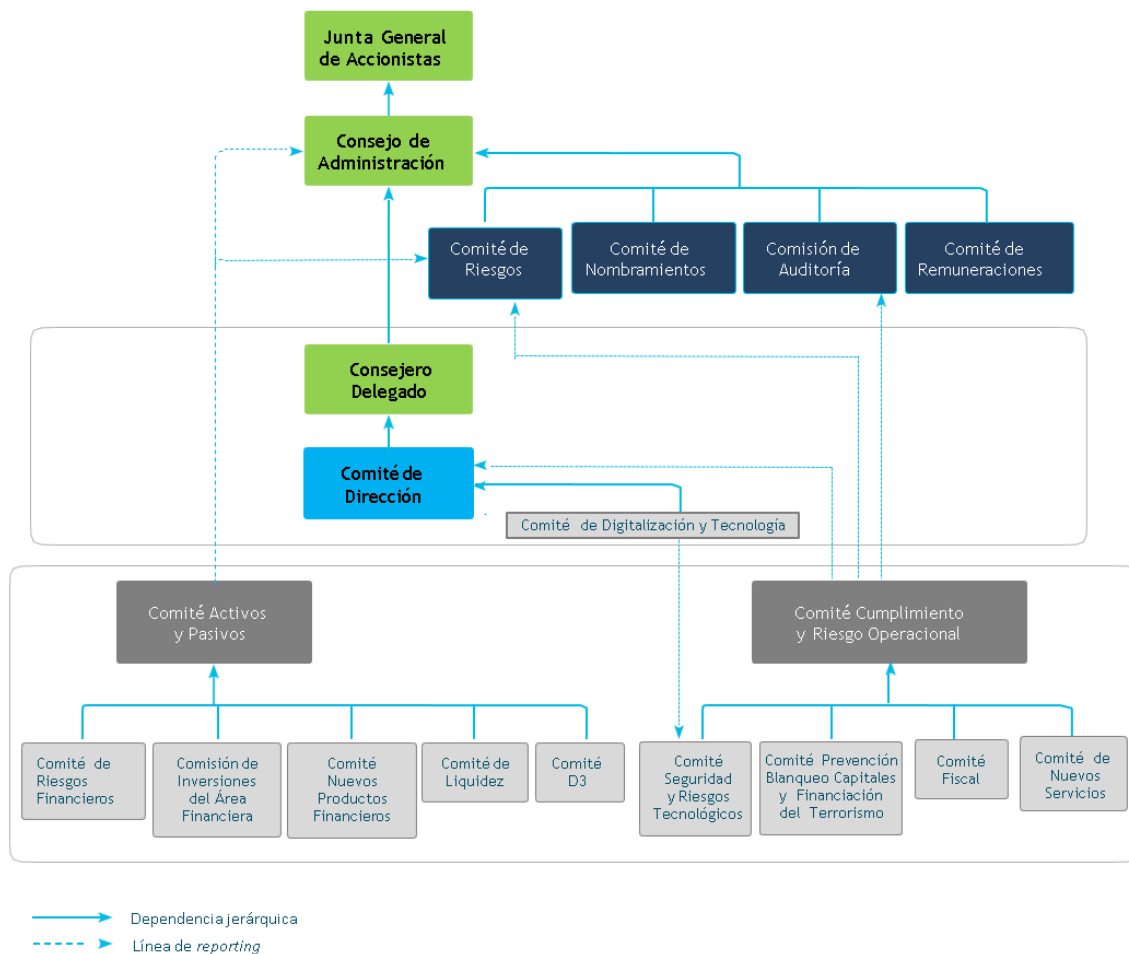 Junta General
de Accionistas
Consejo de
Administración
Comité de
Riesgos
Comité de
Nombramientos
Comisión de
Auditoría
Comité de
Remuneraciones
Consejero
Delegado
Comité de
Dirección
Comité de Digitalización y Tecnología
Comité Activos
y Pasivos
Comité Cumplimiento
y Riesgo Operacional
Comité de
Riesgos
Financieros
Comisión de
Inversiones
del Área
Financiera
Comité
Nuevos
Productos
Financieros
Comité de
Liquidez
Comité
D3
Comité
Seguridad
y Riesgos
Tecnológicos
Comité Prevención
Blanqueo Capitales
y Financiación
del Terrorismo
Comité
Fiscal
Comité de
Nuevos
Servicios
Dependencia jerárquica
Línea de reporting